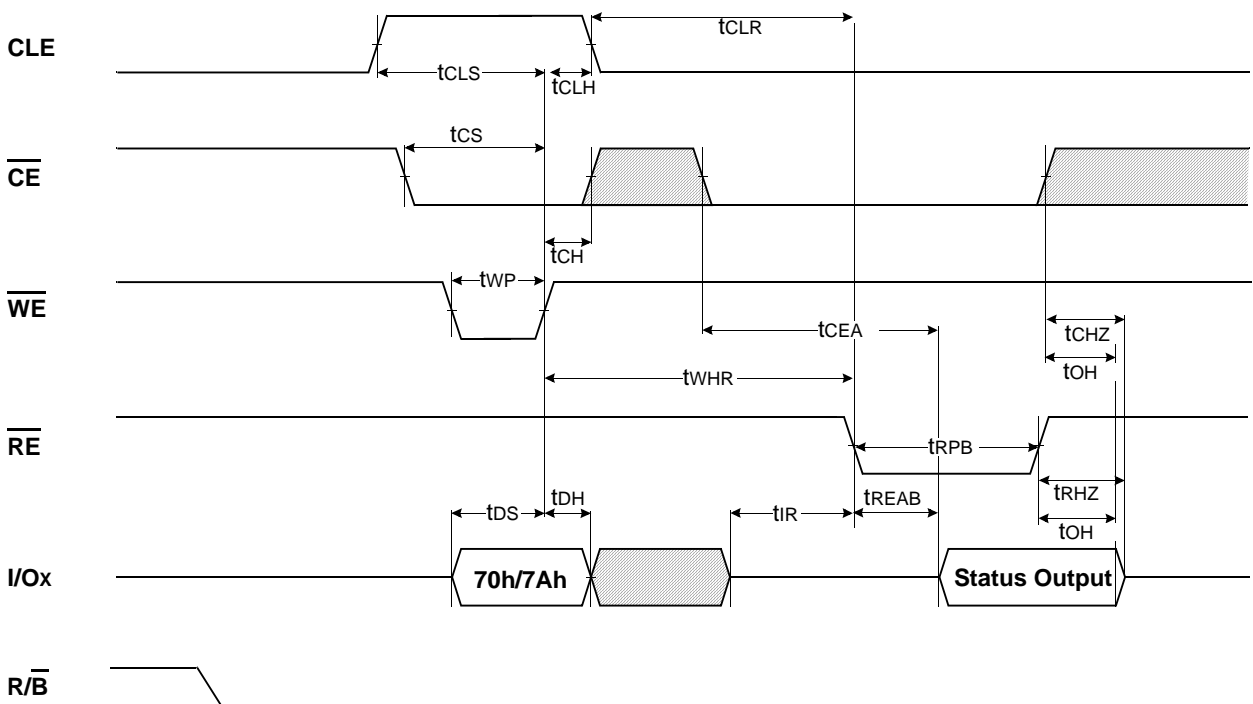 CLE
tCLR
tCLS
tCLH
tCS
CE
tCH
tWP
WE
tCEA
tCHZ
tOH
tWHR
RE
tRPB
tRHZ
tDH
tDS
tIR
tREAB
tOH
I/Ox
70h/7Ah
Status Output
R/B